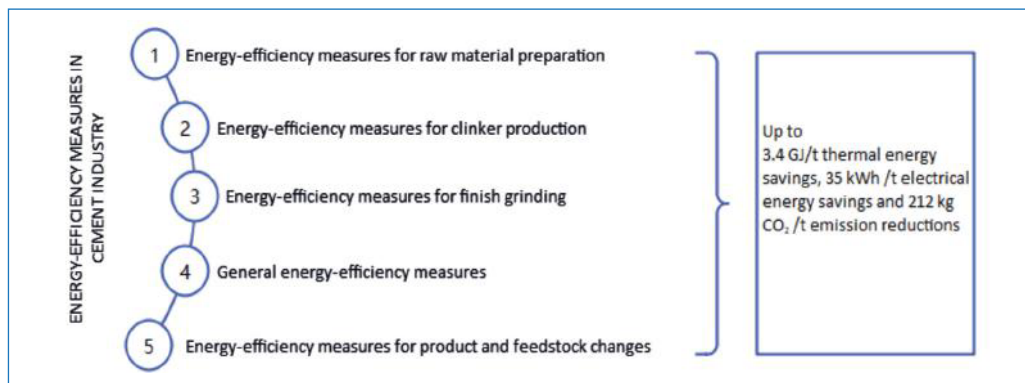 ENERGY-EFFICIENCY MEASURES IN
CEMENT INDUSTRY
1 Energy-efficiency measures for raw material preparation
2 Energy-efficiency measures for clinker production
3 Energy-efficiency measures for finish grinding
4 General energy-efficiency measures
5 Energy-efficiency measures for product and feedstock changes
Up to
3.4 GJ/t thermal energy
savings, 35 kWh /t electrical
energy savings and 212 kg
CO₂ /t emission reductions